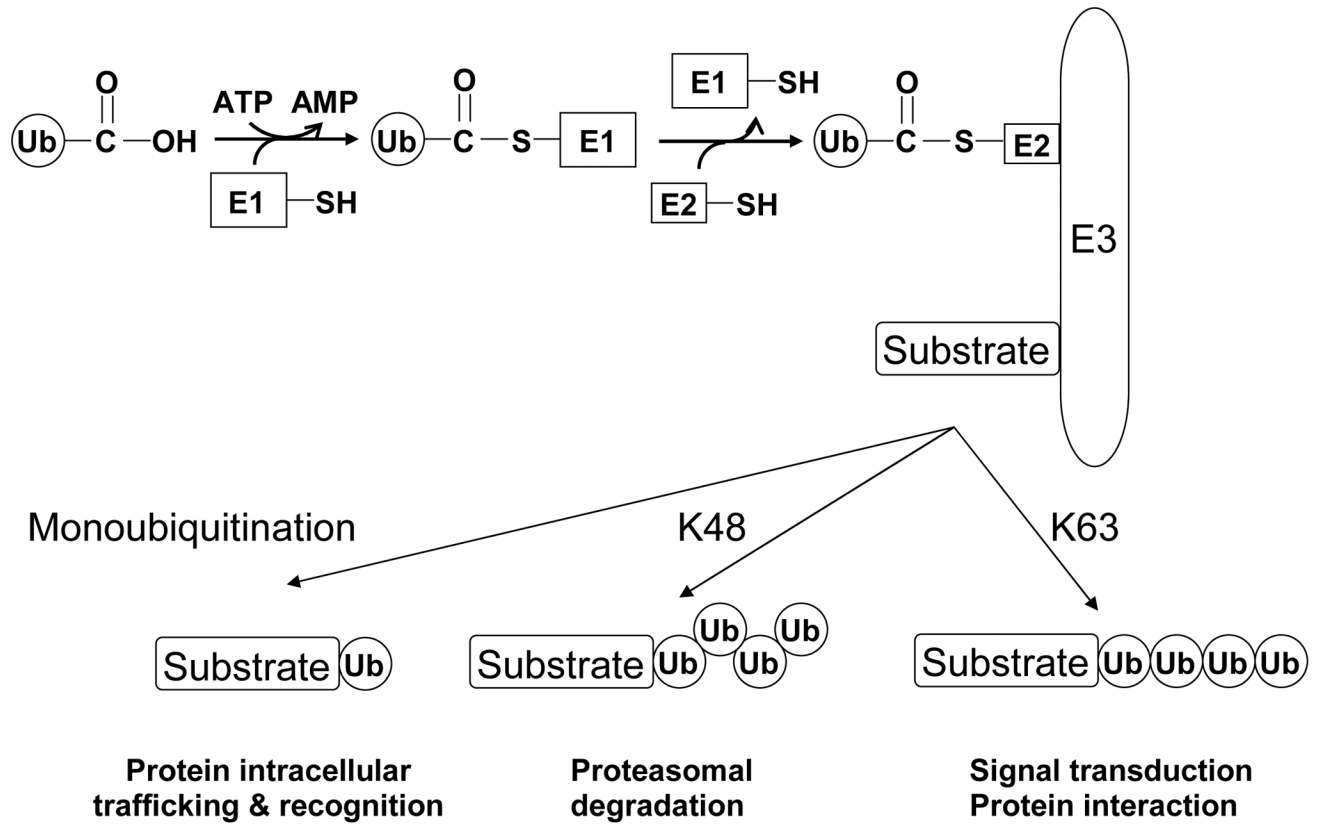 O
O
O
E1 SH
ATP AMP
Ub C OH
Ub C S E1
Ub C S E2
E1 SH
E2 SH
E3
Substrate
Monoubiquitination
K48
K63
Substrate Ub
Substrate Ub Ub Ub Ub
Substrate Ub Ub Ub Ub
Protein intracellular
trafficking & recognition
Proteasomal
degradation
Signal transduction
Protein interaction